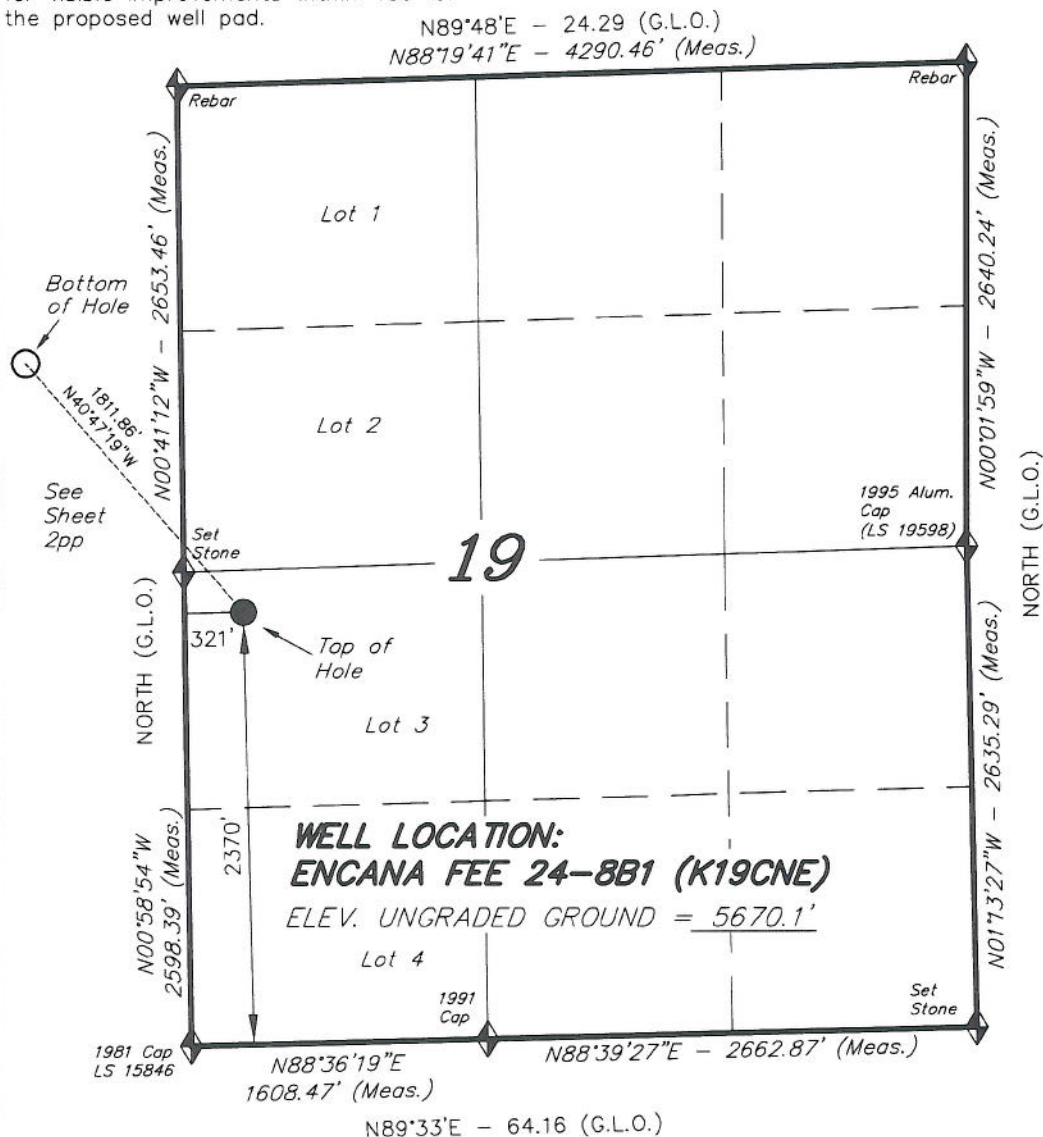 the proposed well pad.
N89°48'E - 24.29 (G.L.O.)
N88°19'41"E - 4290.46' (Meas.)
Rebar
Rebar
N00°41'12"W - 2653.46' (Meas.)
Lot 1
N00°01'59"W - 2640.24' (Meas.)
Bottom
of Hole
1811.86'
N40°47'19"W
Lot 2
See
Sheet
2pp
Set
Stone
1995 Alum.
Cap
(LS 19598)
19
NORTH (G.L.O.)
NORTH (G.L.O.)
321'
Top of
Hole
Lot 3
2370'
N00°58'54"W
2598.39' (Meas.)
N01°13'27"W - 2635.29' (Meas.)
WELL LOCATION:
ENCANA FEE 24-8B1 (K19CNE)
ELEV. UNGRADED GROUND = 5670.1'
Lot 4
1991
Cap
Set
Stone
1981 Cap
LS 15846
N88°36'19"E
1608.47' (Meas.)
N88°39'27"E - 2662.87' (Meas.)
N89°33'E - 64.16 (G.L.O.)